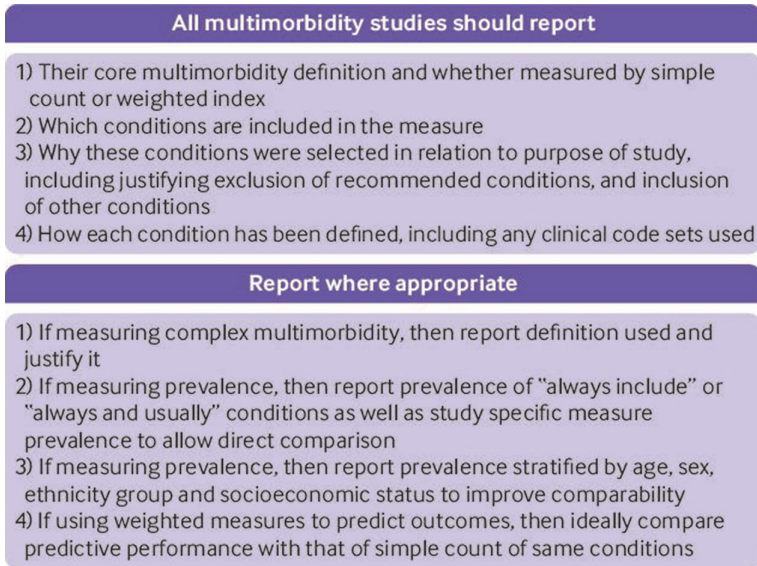 All multimorbidity studies should report
1) Their core multimorbidity definition and whether measured by simple
count or weighted index
2) Which conditions are included in the measure
3) Why these conditions were selected in relation to purpose of study,
including justifying exclusion of recommended conditions, and inclusion
of other conditions
4) How each condition has been defined, including any clinical code sets used
Report where appropriate
1) If measuring complex multimorbidity, then report definition used and
justify it
2) If measuring prevalence, then report prevalence of “always include” or
“always and usually” conditions as well as study specific measure
prevalence to allow direct comparison
3) If measuring prevalence, then report prevalence stratified by age, sex,
ethnicity group and socioeconomic status to improve comparability
4) If using weighted measures to predict outcomes, then ideally compare
predictive performance with that of simple count of same conditions